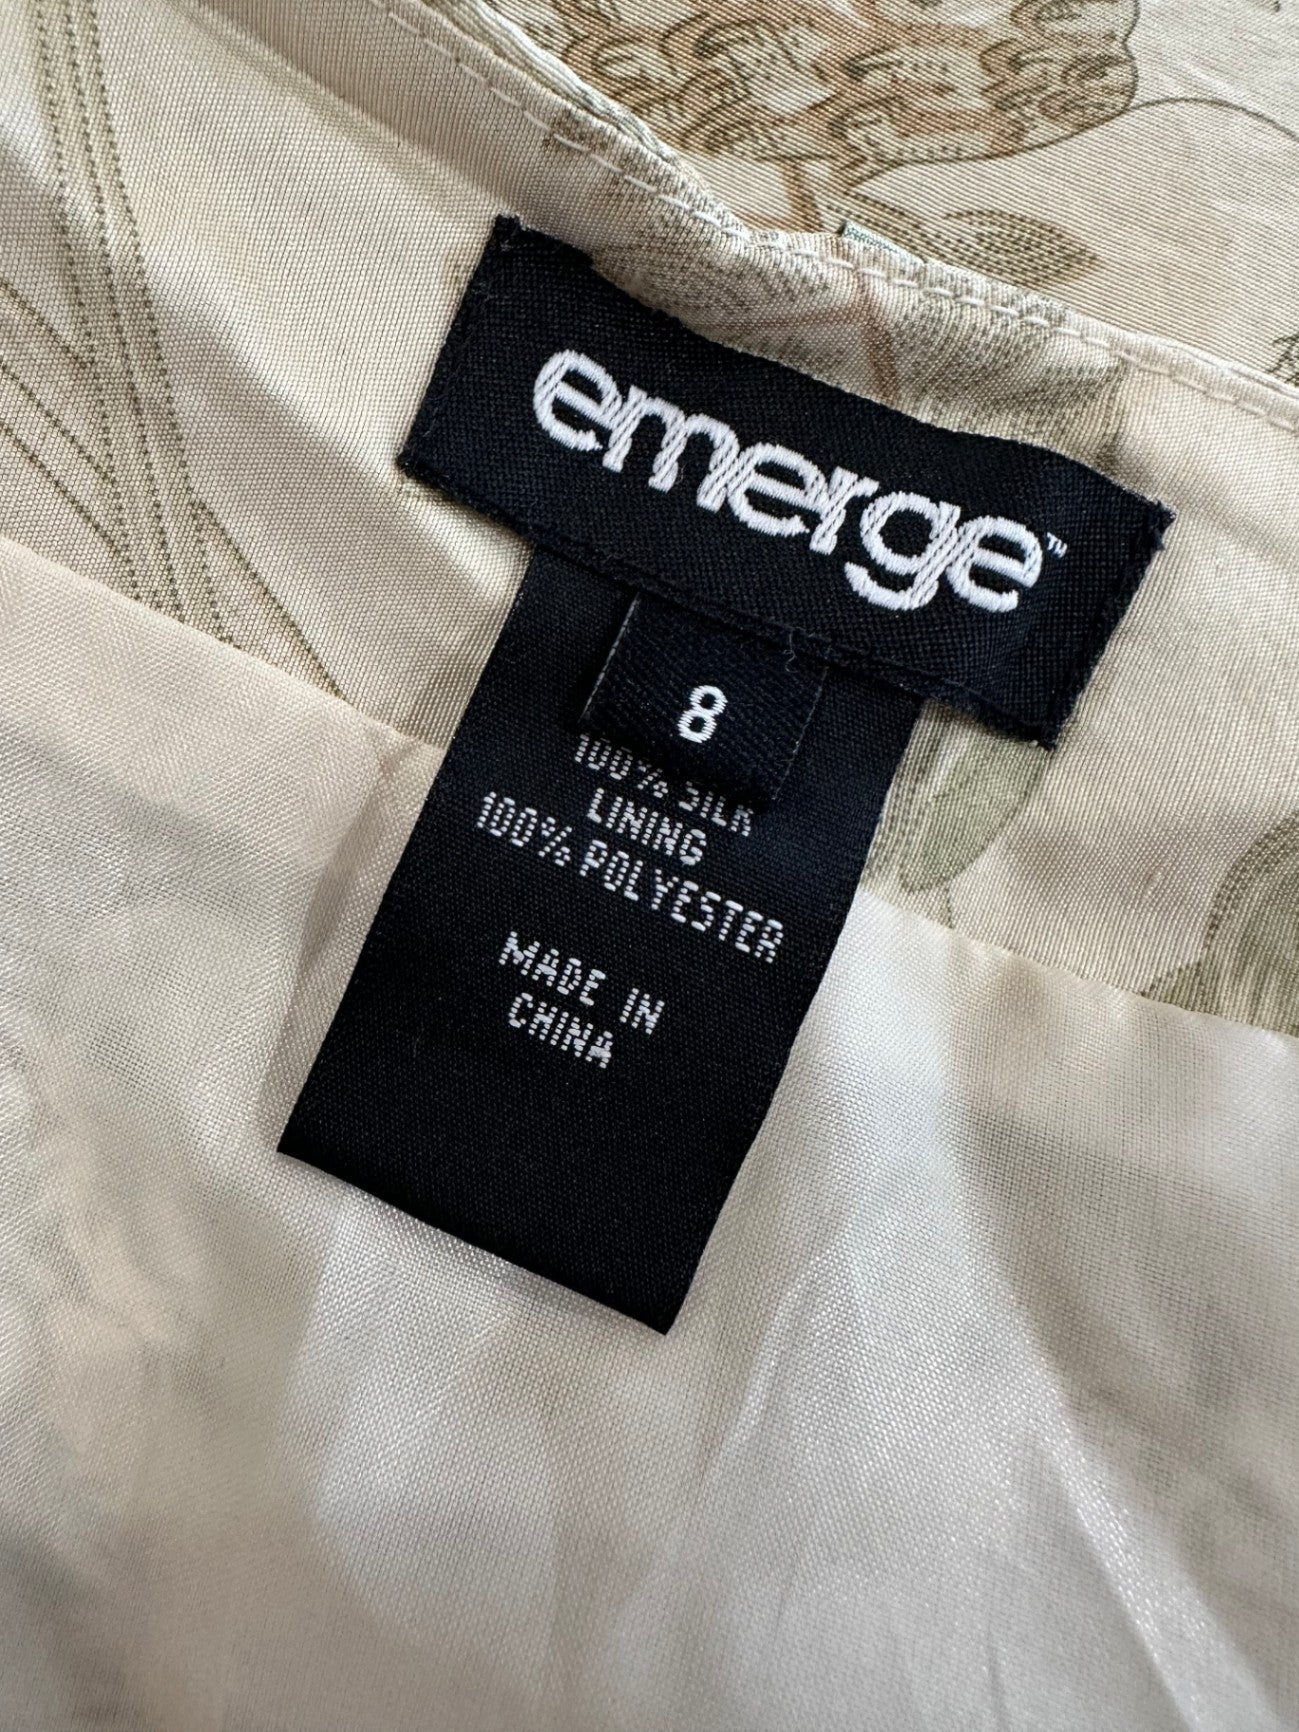 emerge™
8
100% SILK
LINING
100% POLYESTER
MADE IN
CHINA